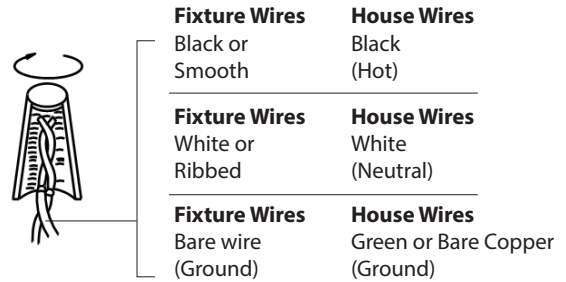 Fixture Wires House Wires
Black or Black
Smooth (Hot)
Fixture Wires House Wires
White or White
Ribbed (Neutral)
Fixture Wires House Wires
Bare wire Green or Bare Copper
(Ground) (Ground)